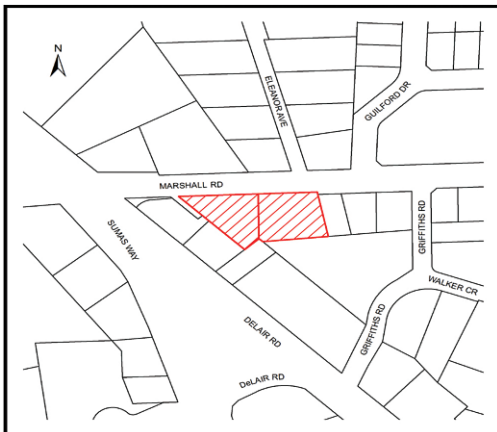 N
ELEANOR AVE
GUILFORD DR
MARSHALL RD
SUMAS WAY
GRIFFITHS RD
WALKER CR
DELAIR RD
GRIFFITHS RD
DeLAIR RD